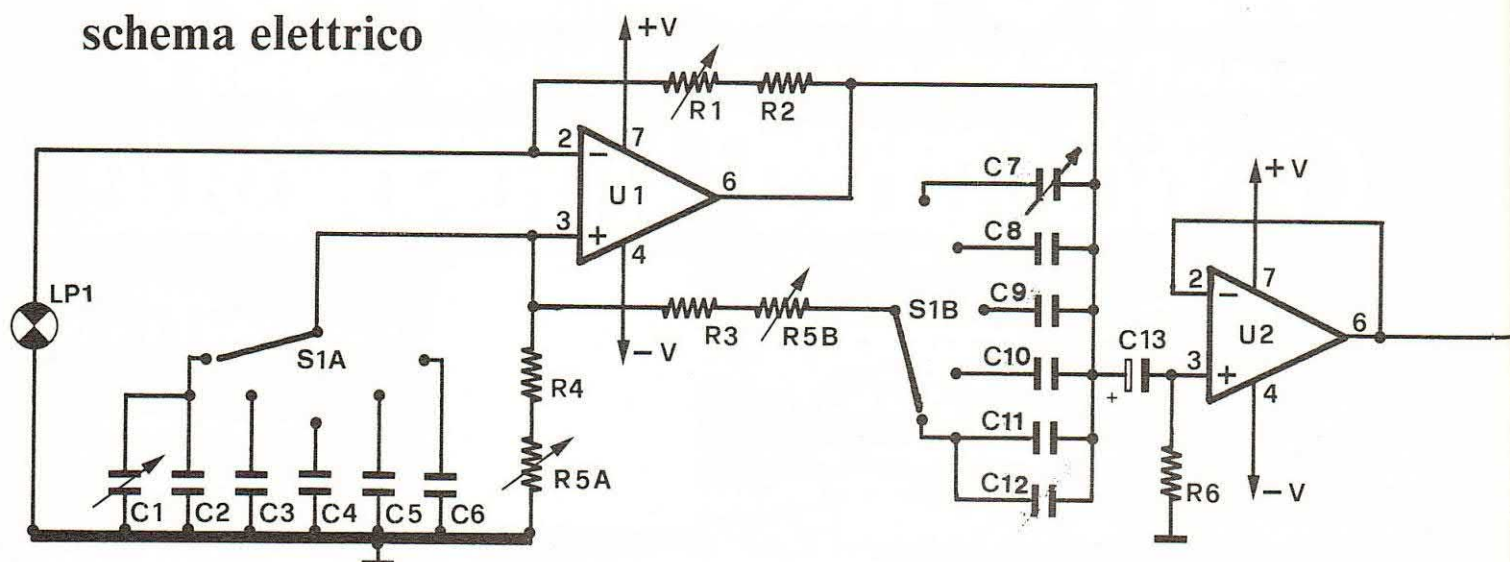 schema elettrico
+V
R1 R2
2 7
- U1 6
3 + 4
-V
LP1
S1A
R3 R5B
S1B
R4
R5A
C1 C2 C3 C4 C5 C6
C7
C8
C9
C10
C11
C12
C13
+
R6
+V
2 7
- U2 6
3 + 4
-V